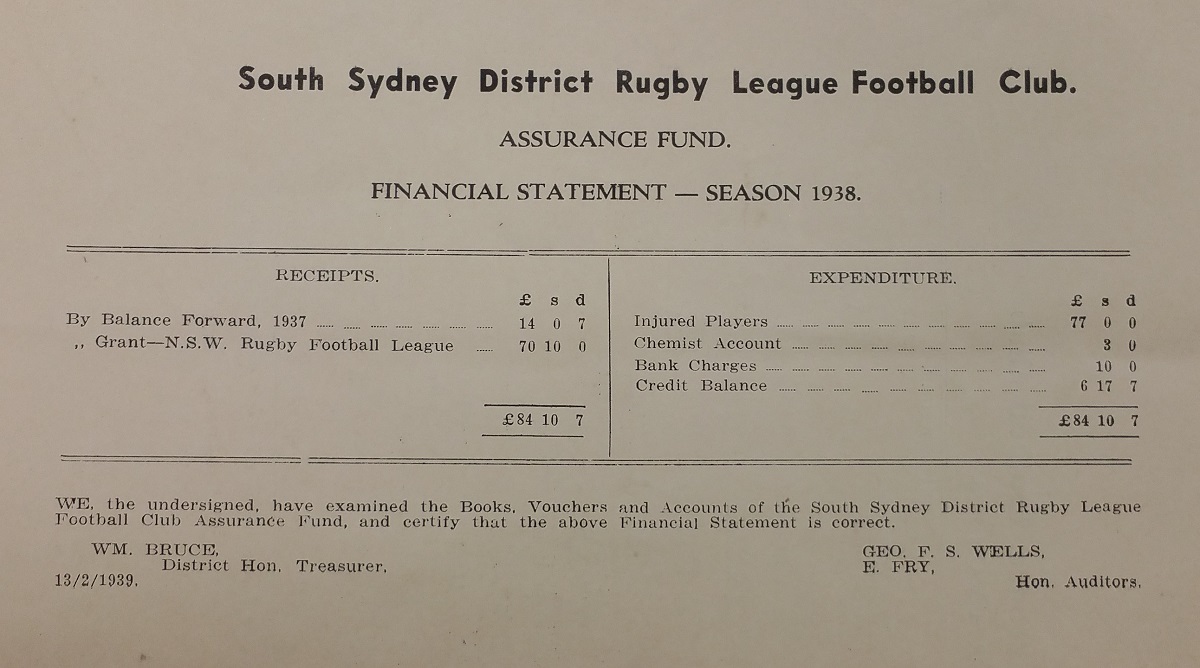 South Sydney District Rugby League Football Club.
ASSURANCE FUND.
FINANCIAL STATEMENT — SEASON 1938.
RECEIPTS.
£ s d
By Balance Forward, 1937 ...... ...... ...... ...... ...... ...... ...... 14 0 7
,, Grant—N.S.W. Rugby Football League ...... 70 10 0
£84 10 7
EXPENDITURE.
£ s d
Injured Players ...... ...... ...... ...... ...... ...... ...... ...... ...... ...... 77 0 0
Chemist Account ...... ...... ...... ...... ...... ...... ...... ...... ...... 3 0
Bank Charges ...... ...... ...... ...... ...... ...... ...... ...... ...... ...... 10 0
Credit Balance ...... ...... ...... ...... ...... ...... ...... ...... ...... ...... 6 17 7
£84 10 7
WE, the undersigned, have examined the Books, Vouchers and Accounts of the South Sydney District Rugby League
Football Club Assurance Fund, and certify that the above Financial Statement is correct.
WM. BRUCE,
District Hon. Treasurer.
13/2/1939.
GEO. F. S. WELLS,
E. FRY,
Hon. Auditors.